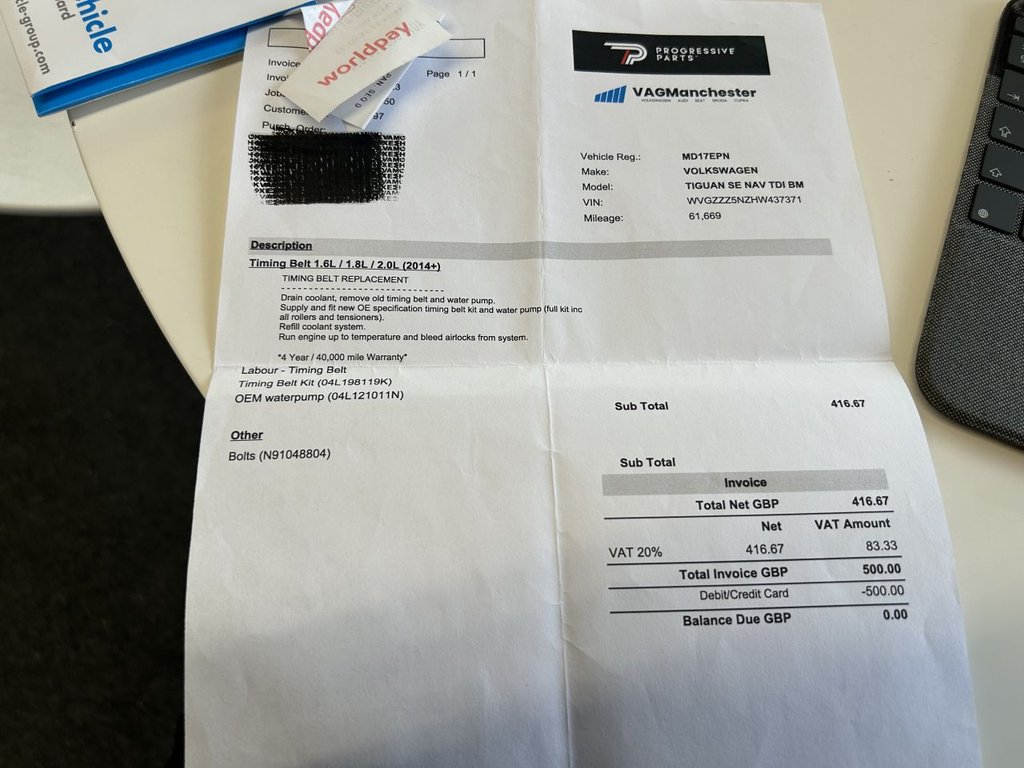 hicle
ard
cle-group.com
pay
worldpay
Page 1/1
Invoice
Invoi
Job
3
Custome
50
97
Purch. Order:
PROGRESSIVE
PARTS
VAGManchester
VOLKSWAGEN AUDI SEAT SKODA CUPRA
Vehicle Reg.: MD17EPN
Make: VOLKSWAGEN
Model: TIGUAN SE NAV TDI BM
VIN: WVGZZZ5NZHW437371
Mileage: 61,669
Description
Timing Belt 1.6L / 1.8L / 2.0L (2014+)
TIMING BELT REPLACEMENT
Drain coolant, remove old timing belt and water pump.
Supply and fit new OE specification timing belt kit and water pump (full kit inc
all rollers and tensioners).
Refill coolant system.
Run engine up to temperature and bleed airlocks from system.
*4 Year / 40,000 mile Warranty*
Labour - Timing Belt
Timing Belt Kit (04L198119K)
OEM waterpump (04L121011N)
Sub Total 416.67
Other
Bolts (N91048804)
Sub Total
Invoice
Total Net GBP 416.67
Net VAT Amount
VAT 20% 416.67 83.33
Total Invoice GBP 500.00
Debit/Credit Card -500.00
Balance Due GBP 0.00